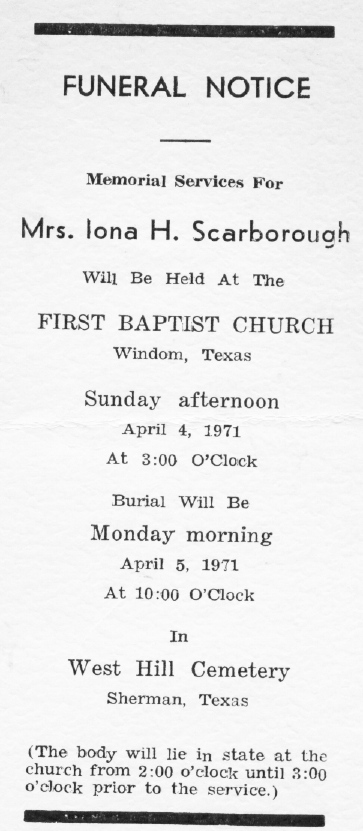 FUNERAL NOTICE
Memorial Services For
Mrs. Iona H. Scarborough
Will Be Held At The
FIRST BAPTIST CHURCH
Windom, Texas
Sunday afternoon
April 4, 1971
At 3:00 O'Clock
Burial Will Be
Monday morning
April 5, 1971
At 10:00 O'Clock
In
West Hill Cemetery
Sherman, Texas
(The body will lie in state at the
church from 2:00 o'clock until 3:00
o'clock prior to the service.)